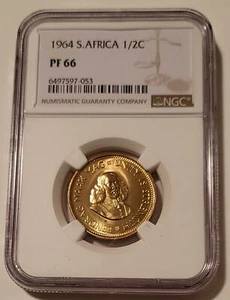 1964 S.AFRICA 1/2C
PF 66
6497597-053
NUMISMATIC GUARANTY COMPANY
NGC